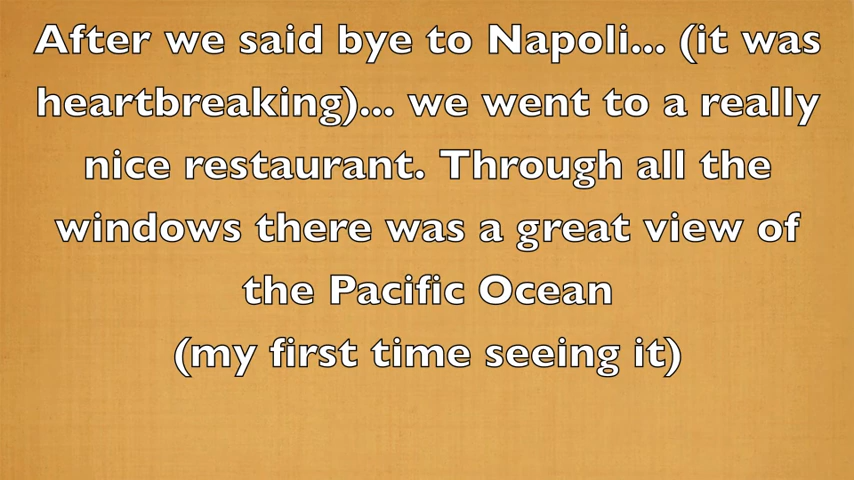 After we said bye to Napoli... (it was
heartbreaking)... we went to a really
nice restaurant. Through all the
windows there was a great view of
the Pacific Ocean
(my first time seeing it)